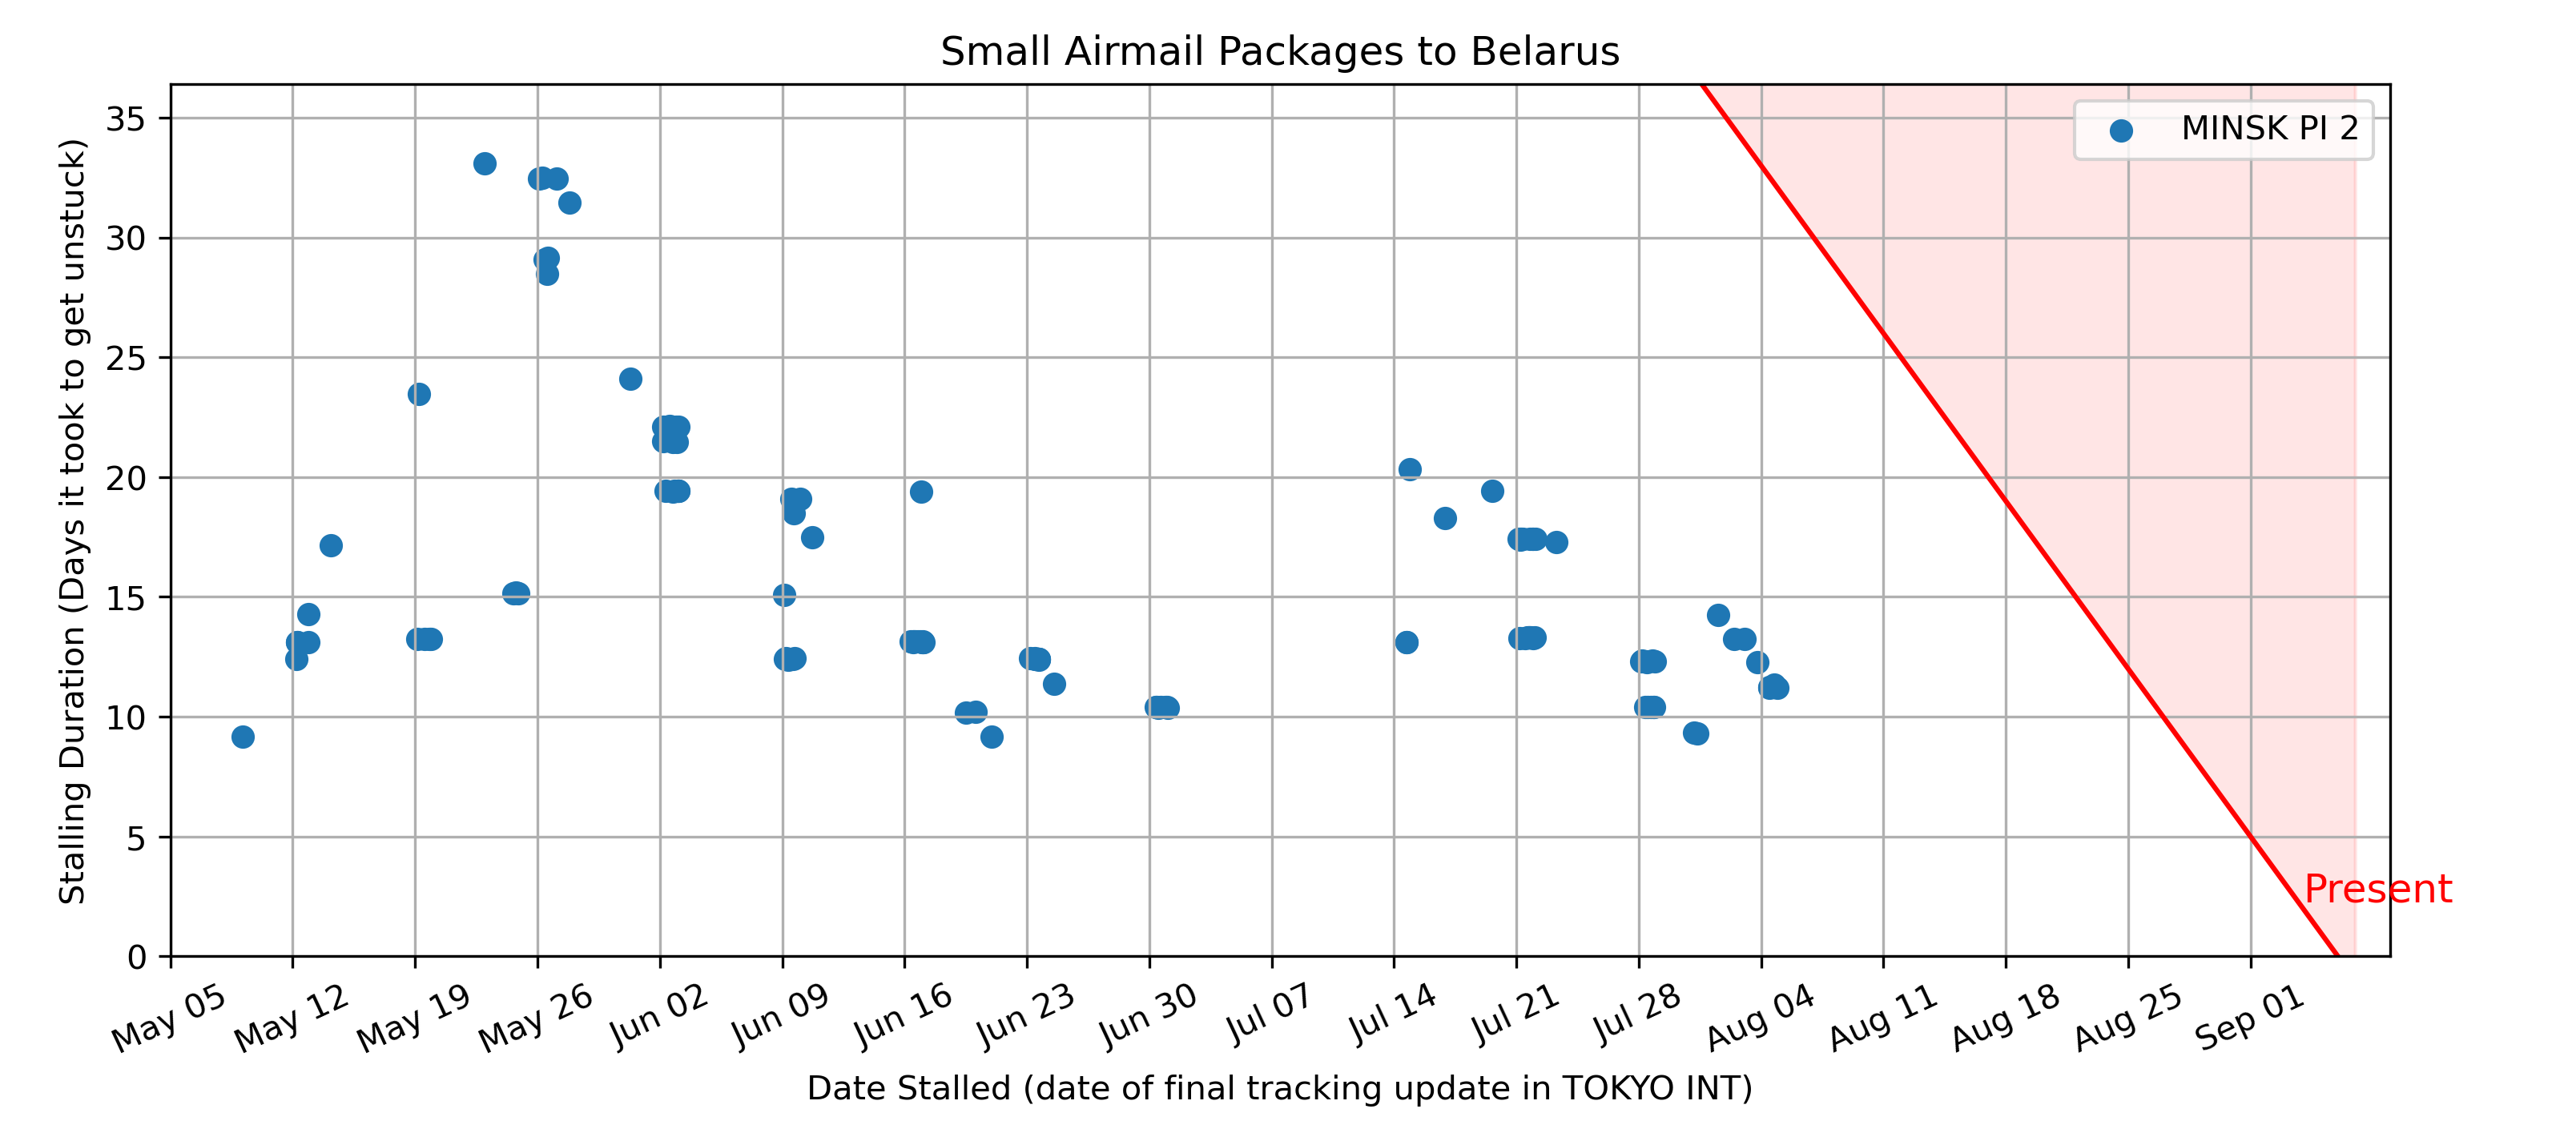 Small Airmail Packages to Belarus
Stalling Duration (Days it took to get unstuck)
35
30
25
20
15
10
5
0
MINSK PI 2
Present
May 05
May 12
May 19
May 26
Jun 02
Jun 09
Jun 16
Jun 23
Jun 30
Jul 07
Jul 14
Jul 21
Jul 28
Aug 04
Aug 11
Aug 18
Aug 25
Sep 01
Date Stalled (date of final tracking update in TOKYO INT)